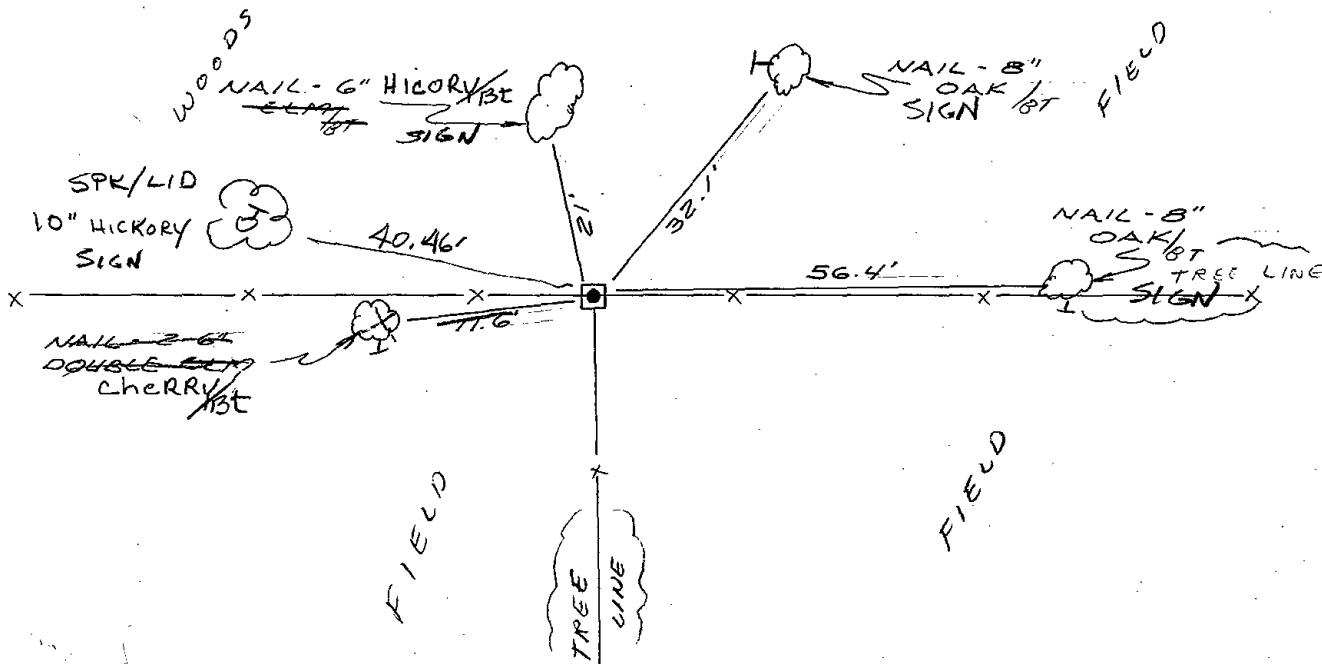 WOODS
NAIL - 6" HICORY/Bt
ELM/
BT
SIGN
NAIL - 8"
OAK/BT
SIGN
FIELD
SPK/LID
10" HICKORY
SIGN
40.46'
21'
32.1'
56.4'
NAIL - 8"
OAK/
BT
TREE LINE
SIGN
X X X X X X
11.6'
NAIL - 2 - 6"
DOUBLE ELM
CheRRY/Bt
X
FIELD
TREE
LINE
FIELD